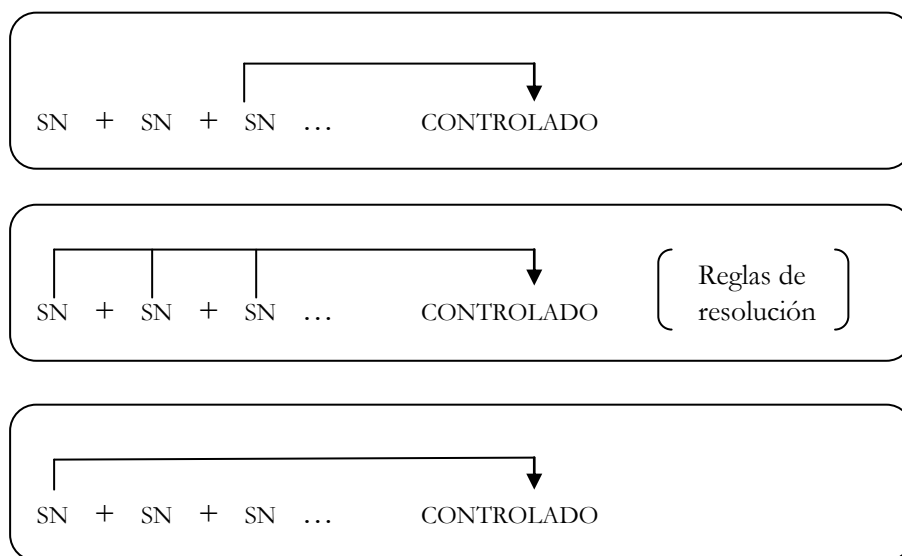 SN + SN + SN … CONTROLADO
SN + SN + SN … CONTROLADO
Reglas de
resolución
SN + SN + SN … CONTROLADO